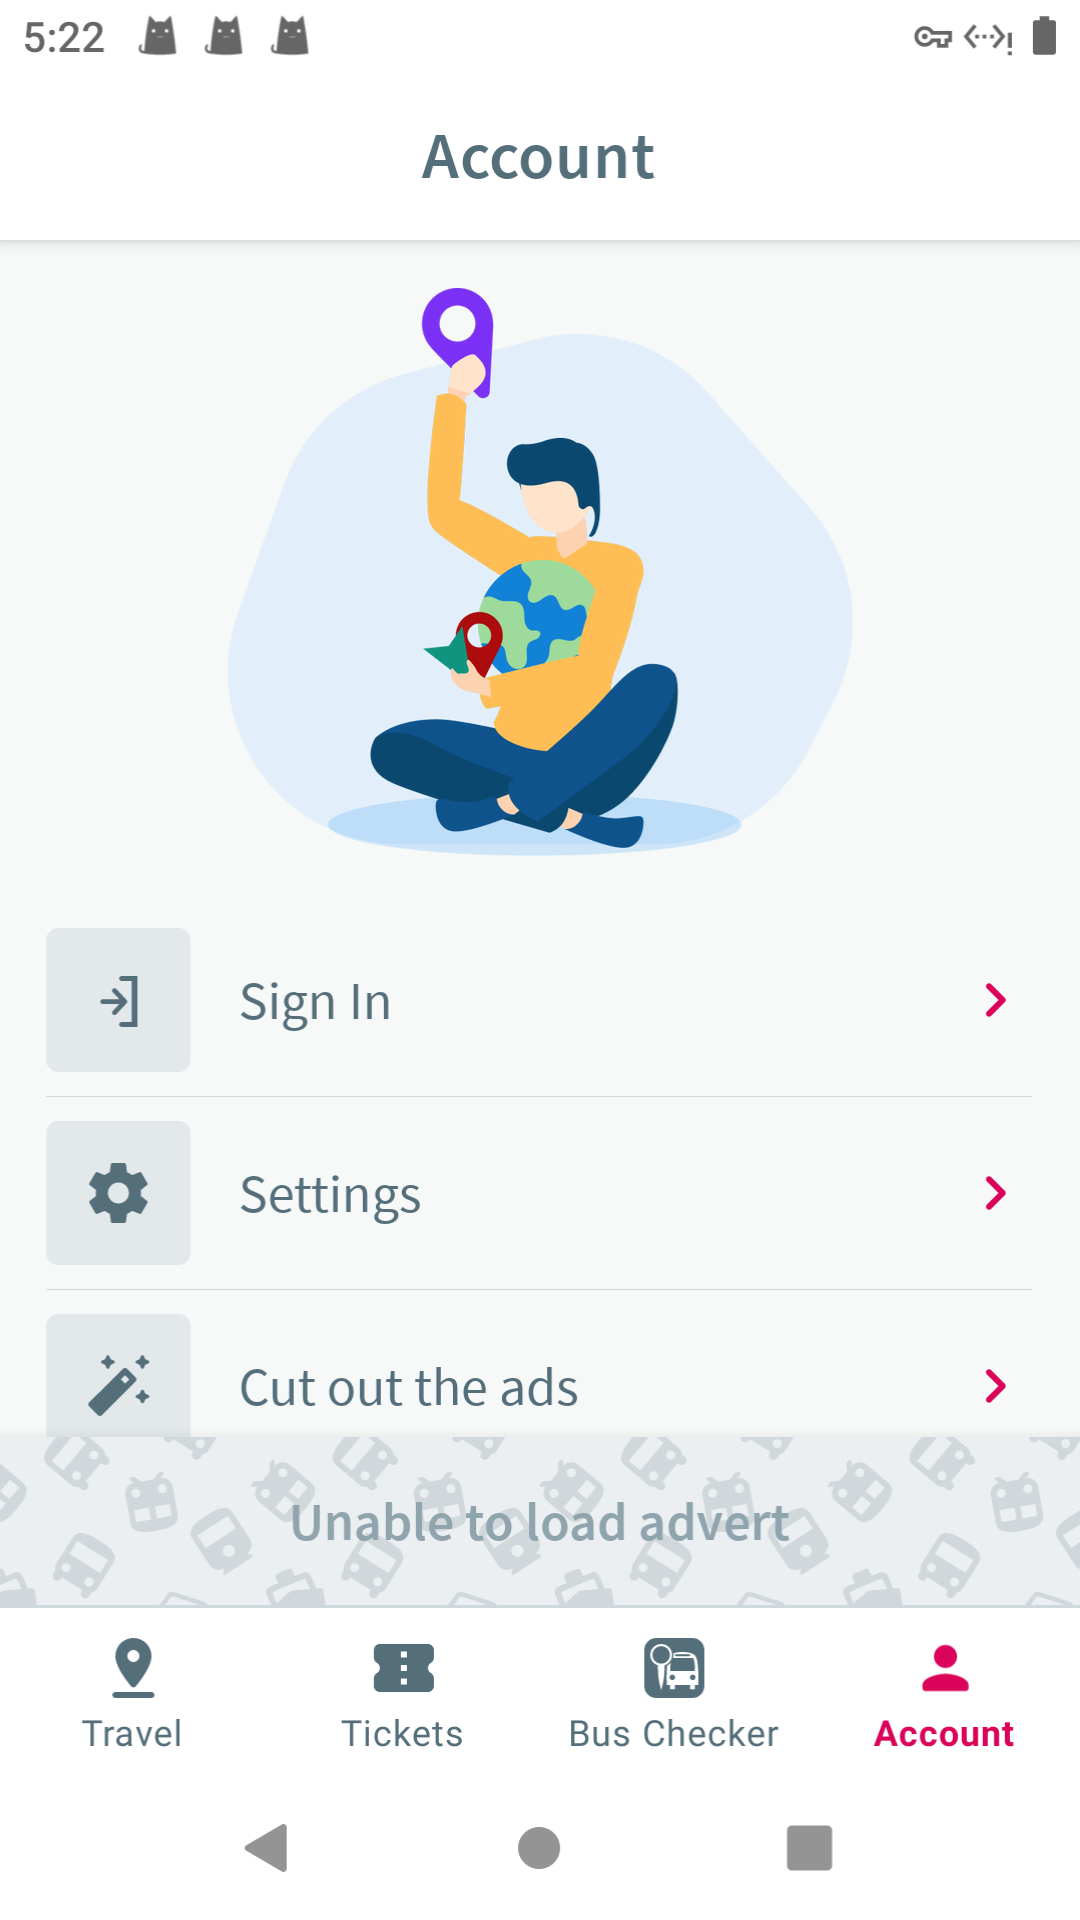 5:22
Account
Sign In
Settings
Cut out the ads
Unable to load advert
Travel
Tickets
Bus Checker
Account